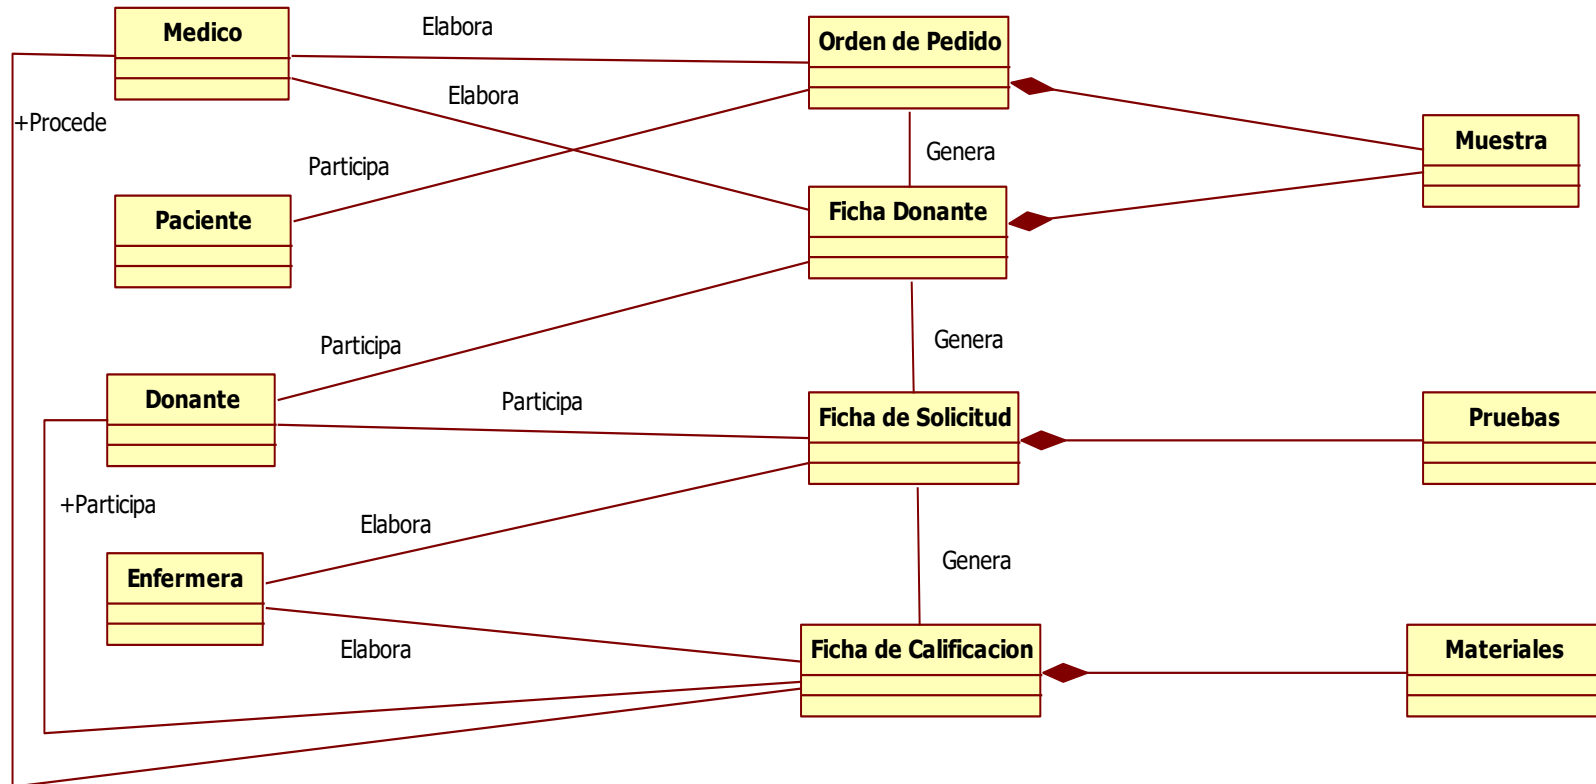 Medico
Elabora
Orden de Pedido
Elabora
+Procede
Muestra
Genera
Participa
Paciente
Ficha Donante
Participa
Genera
Donante
Participa
Ficha de Solicitud
Pruebas
+Participa
Elabora
Enfermera
Genera
Elabora
Ficha de Calificacion
Materiales